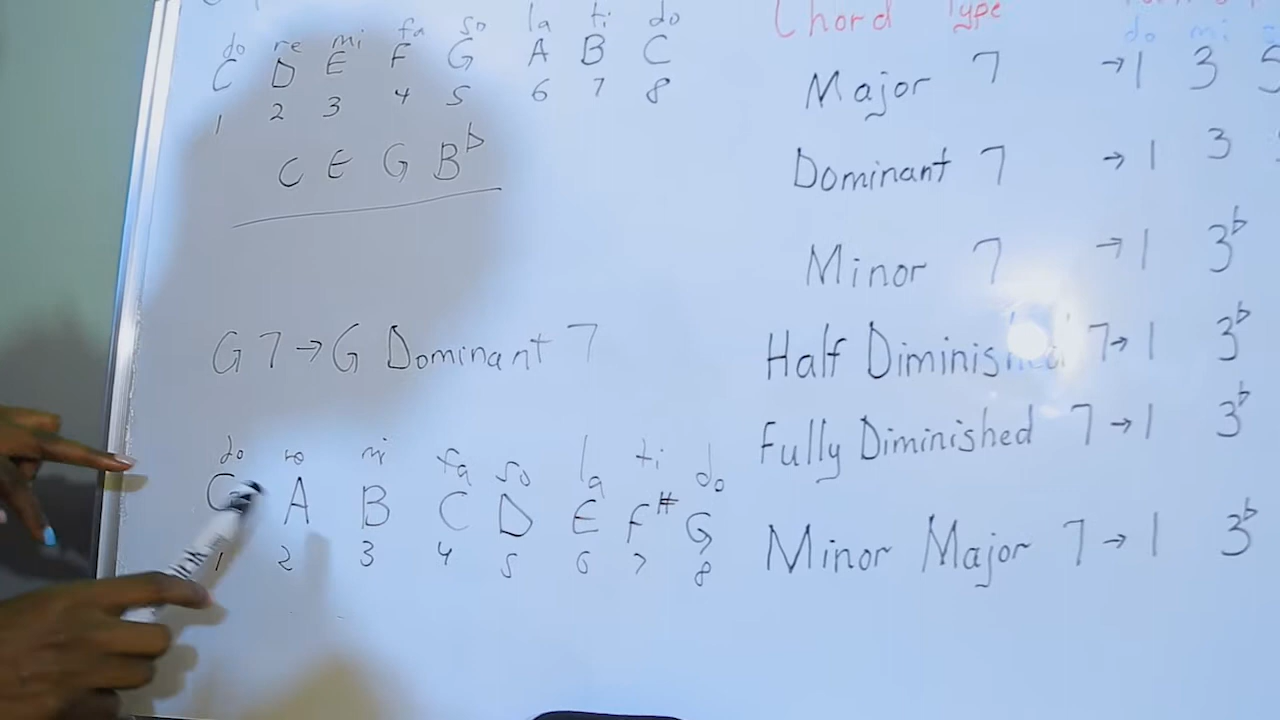 do re mi fa so la ti do
C D E F G A B C
1 2 3 4 5 6 7 8
C E G B♭
G7→G Dominant 7
do re mi fa so la ti do
G A B C D E F# G
1 2 3 4 5 6 7 8
Chord Type
do mi
Major 7 →1 3 5
Dominant 7 →1 3
Minor 7 →1 3♭
Half Diminished 7→1 3♭
Fully Diminished 7→1 3♭
Minor Major 7→1 3♭